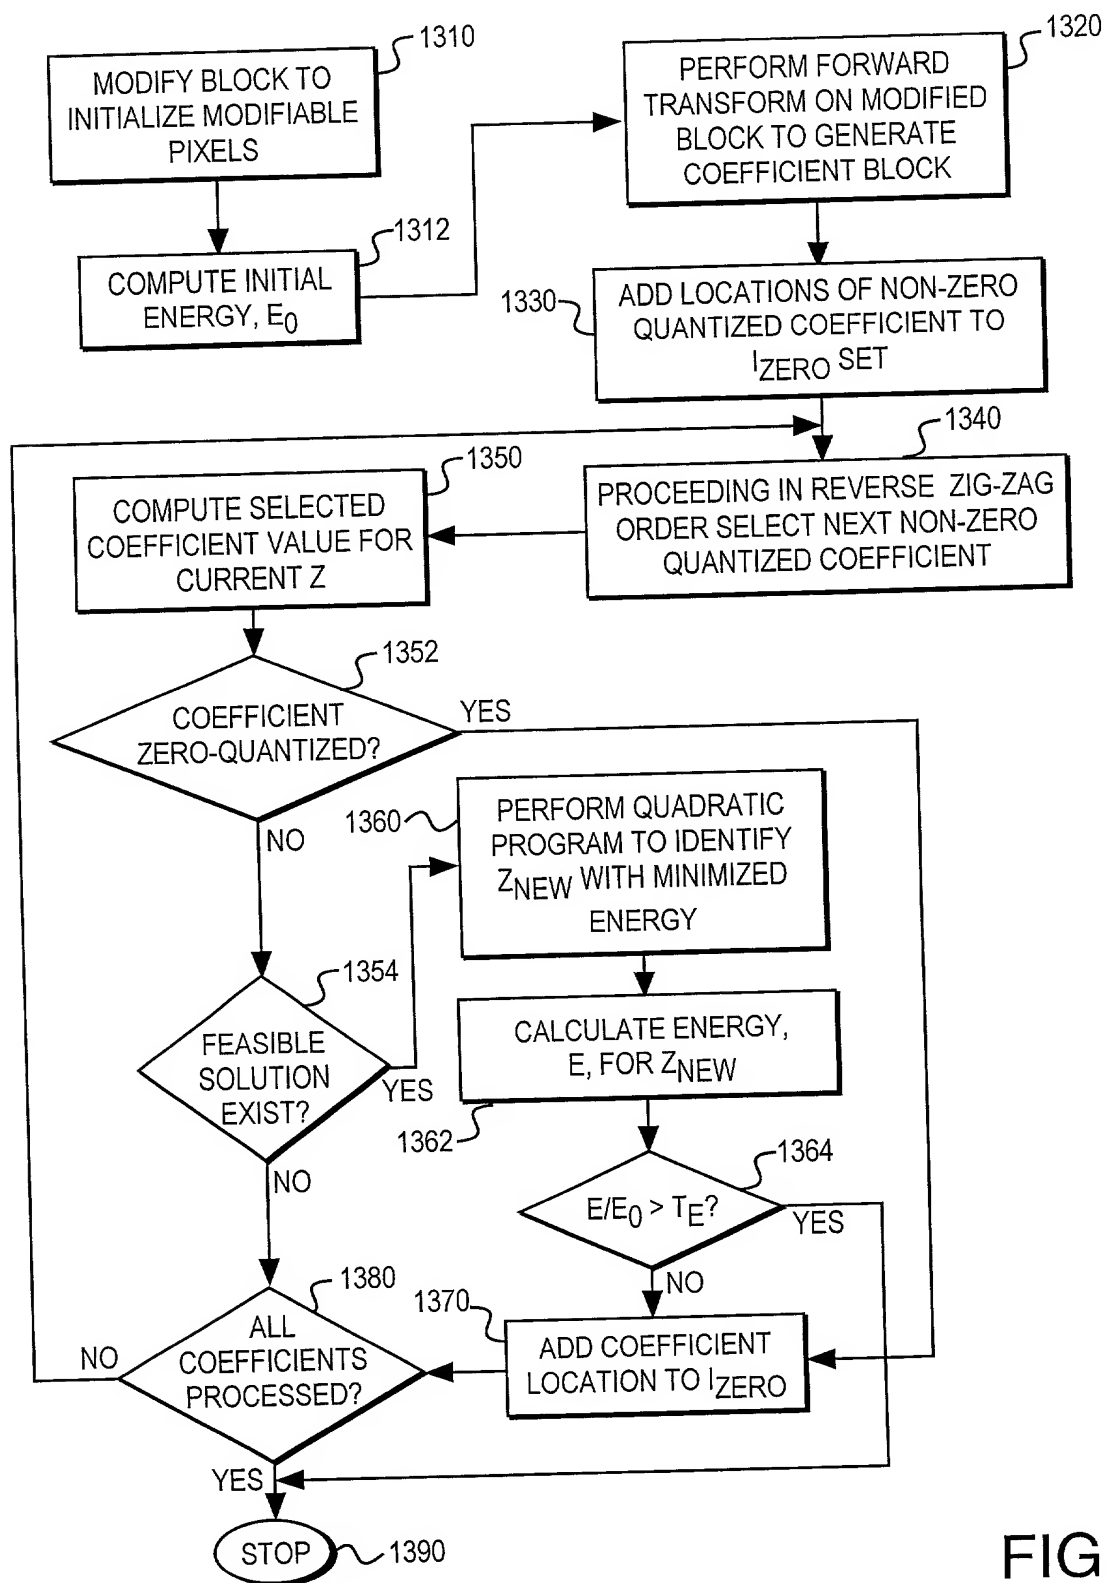 1310
MODIFY BLOCK TO
INITIALIZE MODIFIABLE
PIXELS
1312
COMPUTE INITIAL
ENERGY, E0
1320
PERFORM FORWARD
TRANSFORM ON MODIFIED
BLOCK TO GENERATE
COEFFICIENT BLOCK
1330
ADD LOCATIONS OF NON-ZERO
QUANTIZED COEFFICIENT TO
IZERO SET
1340
PROCEEDING IN REVERSE ZIG-ZAG
ORDER SELECT NEXT NON-ZERO
QUANTIZED COEFFICIENT
1350
COMPUTE SELECTED
COEFFICIENT VALUE FOR
CURRENT Z
1352
COEFFICIENT
ZERO-QUANTIZED?
YES
NO
1354
FEASIBLE
SOLUTION
EXIST?
YES
NO
1360
PERFORM QUADRATIC
PROGRAM TO IDENTIFY
ZNEW WITH MINIMIZED
ENERGY
CALCULATE ENERGY,
E, FOR ZNEW
1362
1364
E/E0 > TE?
YES
NO
1370
ADD COEFFICIENT
LOCATION TO IZERO
1380
ALL
COEFFICIENTS
PROCESSED?
NO
YES
STOP
1390
FIG